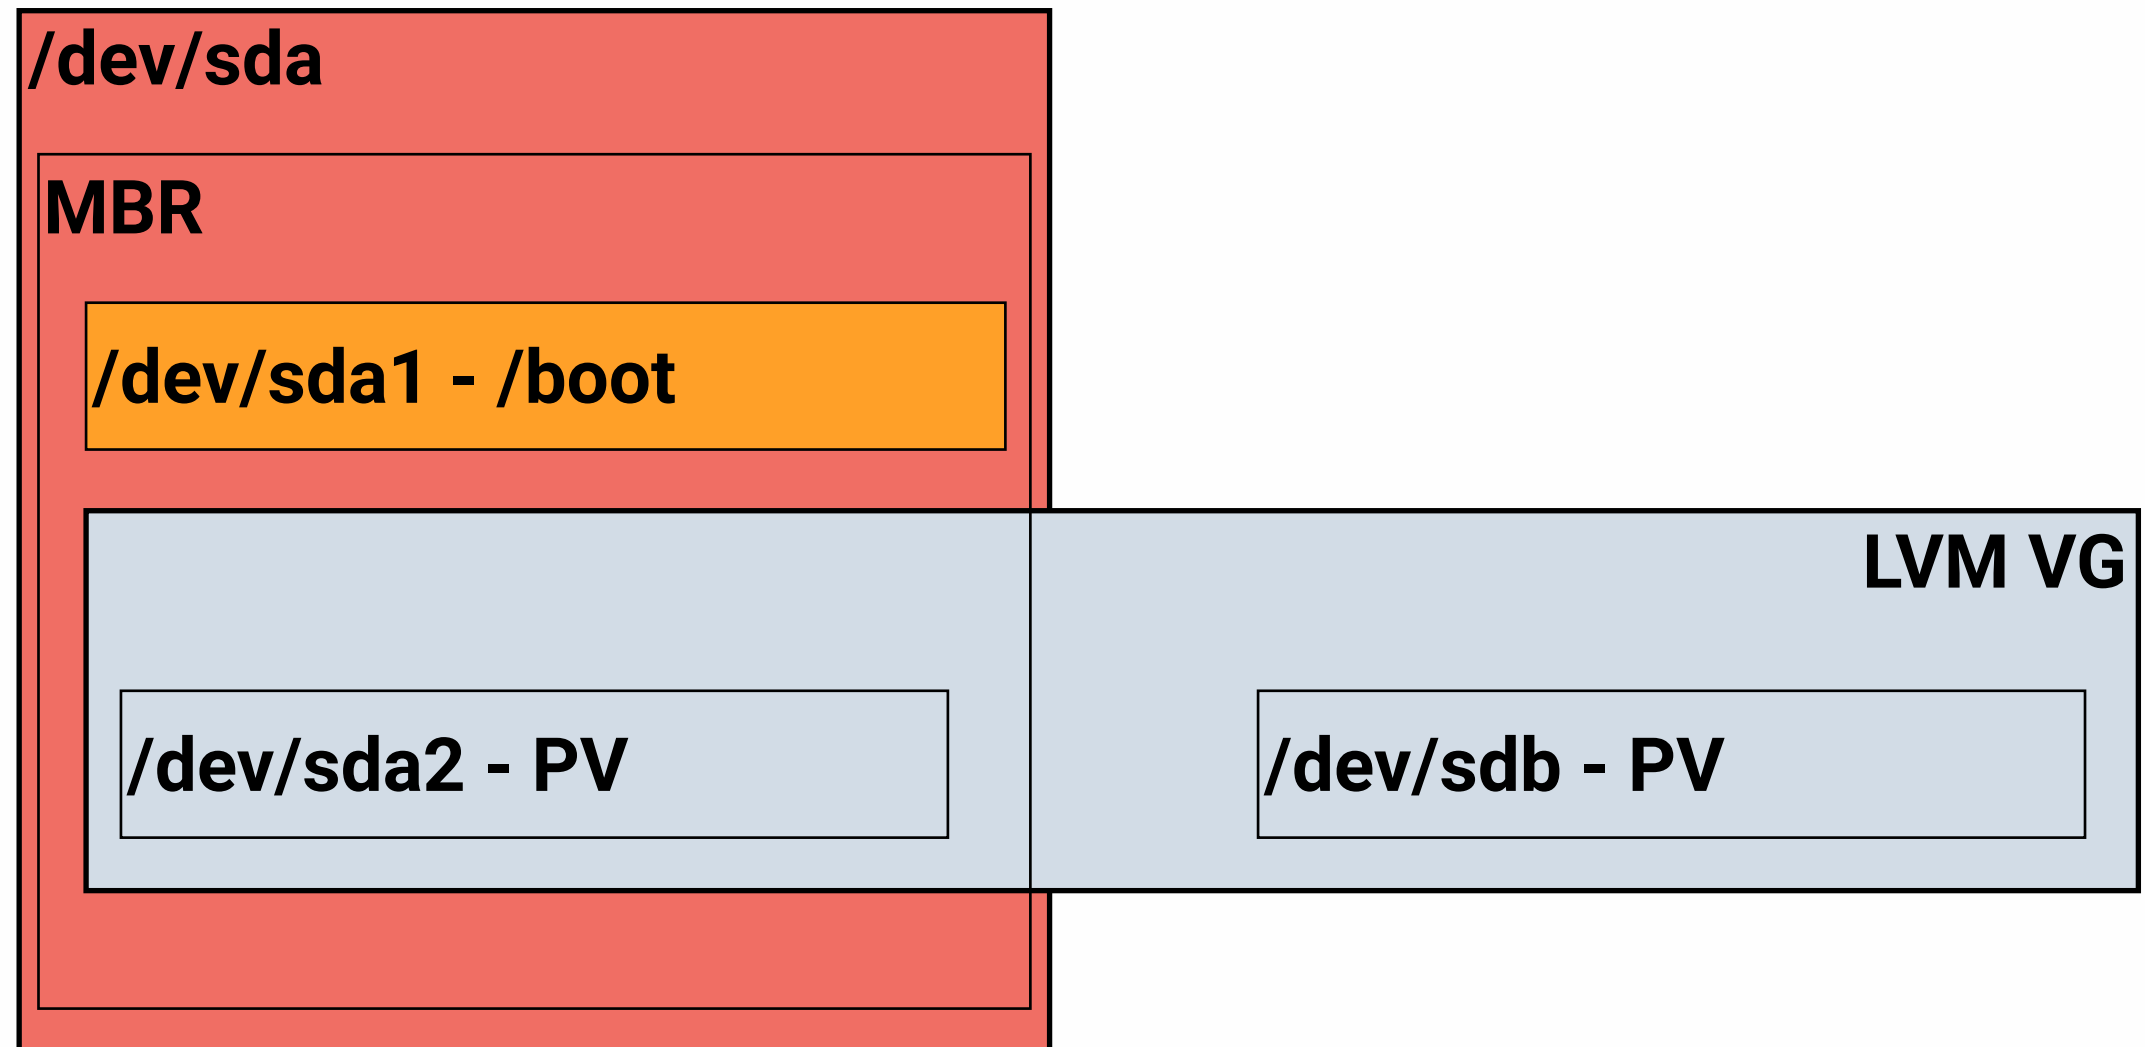 /dev/sda
MBR
/dev/sda1 - /boot
LVM VG
/dev/sda2 - PV
/dev/sdb - PV